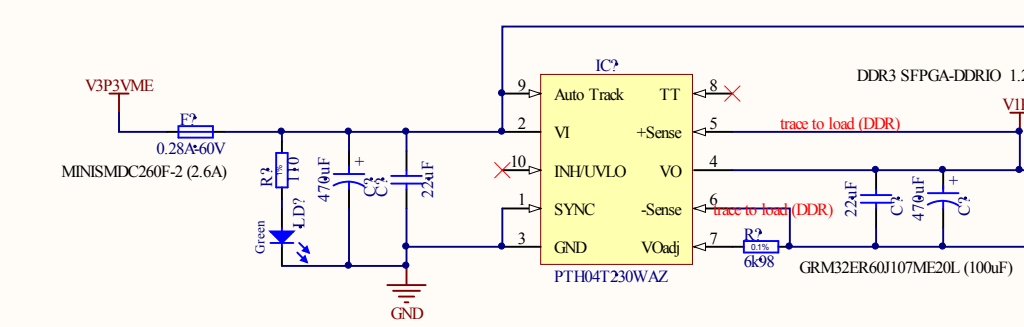 IC?
DDR3 SFPGA-DDRIO 1.2
V3P3VME
9
Auto Track
TT
8
F?
2
VI
+Sense
5
trace to load (DDR)
0.28A-60V
MINISMDC260F-2 (2.6A)
R?
1%
110
470uF
+
C?
C?
22uF
10
INH/UVLO
VO
4
LD?
Green
1
SYNC
-Sense
6
trace to load (DDR)
22uF
C?
470uF
+
C?
3
GND
VOadj
7
R?
0.1%
6k98
PTH04T230WAZ
GRM32ER60J107ME20L (100uF)
GND